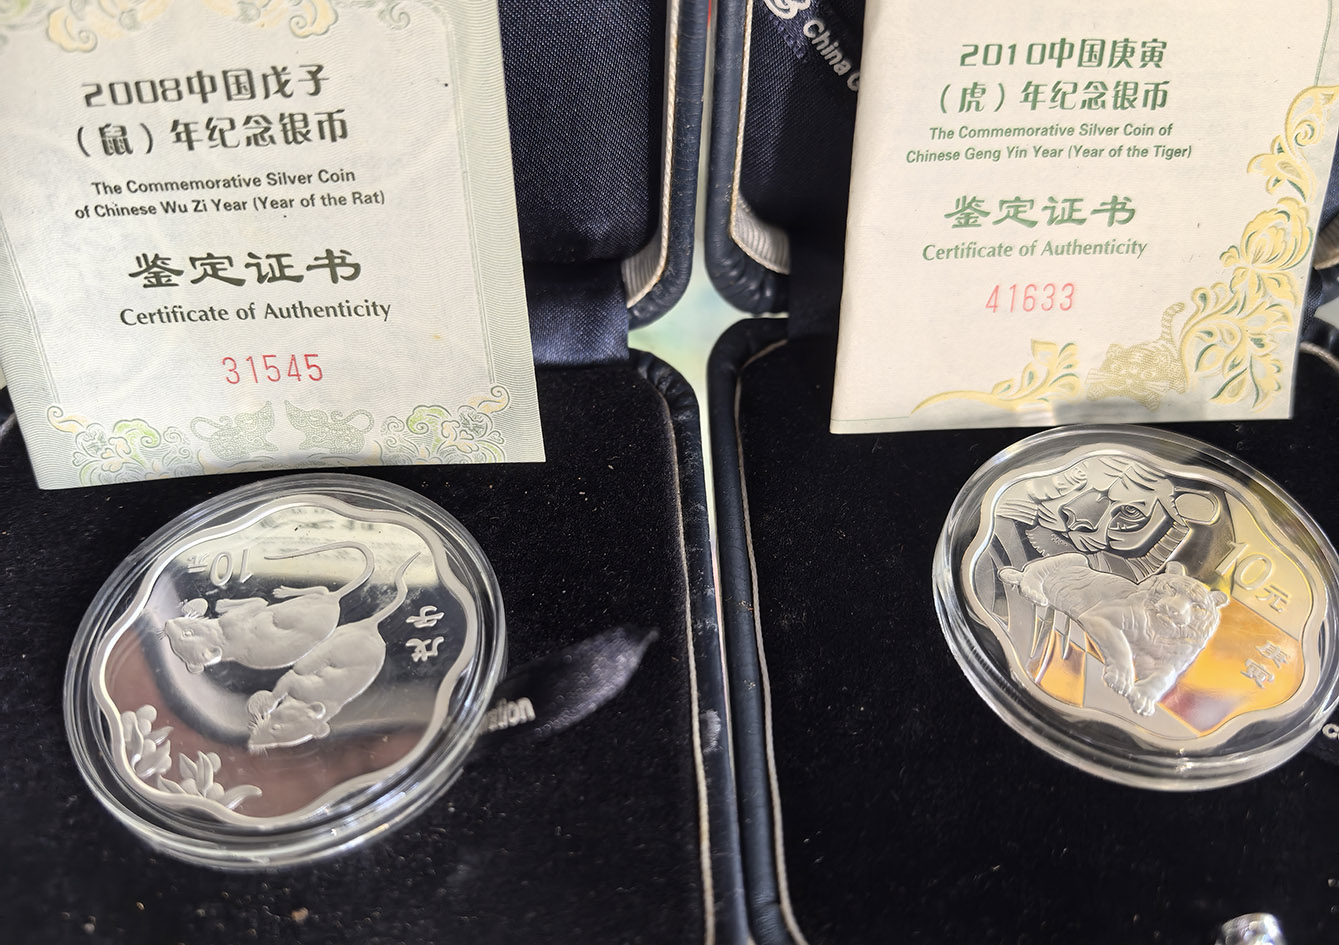 2008中国戊子
（鼠）年纪念银币
The Commemorative Silver Coin
of Chinese Wu Zi Year (Year of the Rat)
鉴定证书
Certificate of Authenticity
31545
10元
戊子
China
2010中国庚寅
（虎）年纪念银币
The Commemorative Silver Coin of
Chinese Geng Yin Year (Year of the Tiger)
鉴定证书
Certificate of Authenticity
41633
10元
庚寅